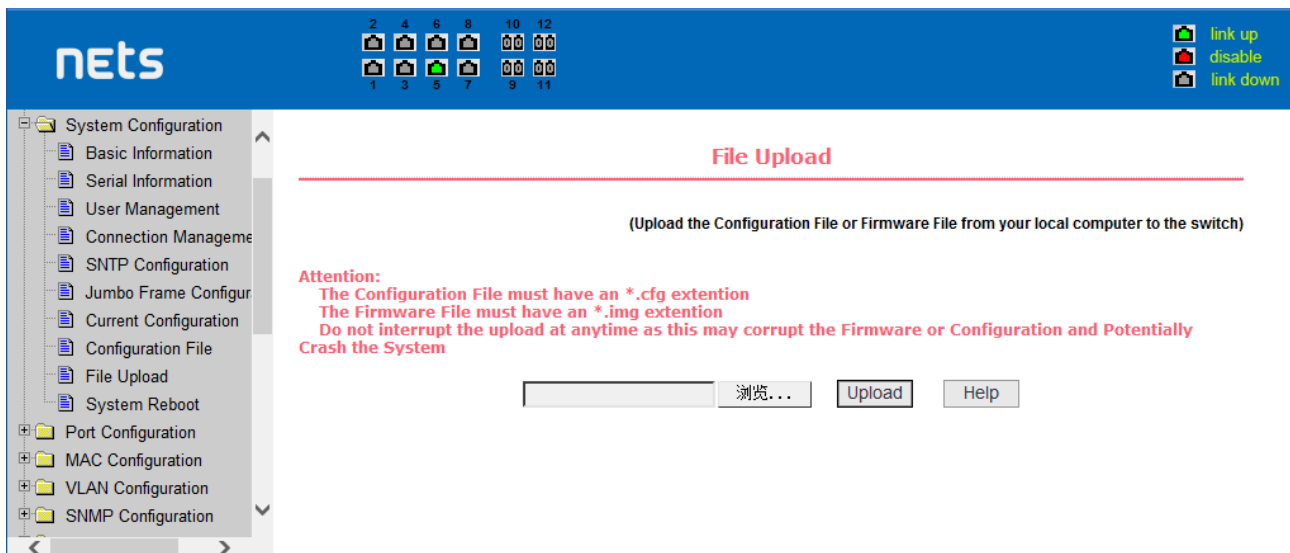 nets
2 4 6 8 10 12
1 3 5 7 9 11
link up
disable
link down
System Configuration
Basic Information
Serial Information
User Management
Connection Manageme
SNTP Configuration
Jumbo Frame Configur
Current Configuration
Configuration File
File Upload
System Reboot
Port Configuration
MAC Configuration
VLAN Configuration
SNMP Configuration
File Upload
(Upload the Configuration File or Firmware File from your local computer to the switch)
Attention:
The Configuration File must have an *.cfg extention
The Firmware File must have an *.img extention
Do not interrupt the upload at anytime as this may corrupt the Firmware or Configuration and Potentially
Crash the System
浏览... Upload Help